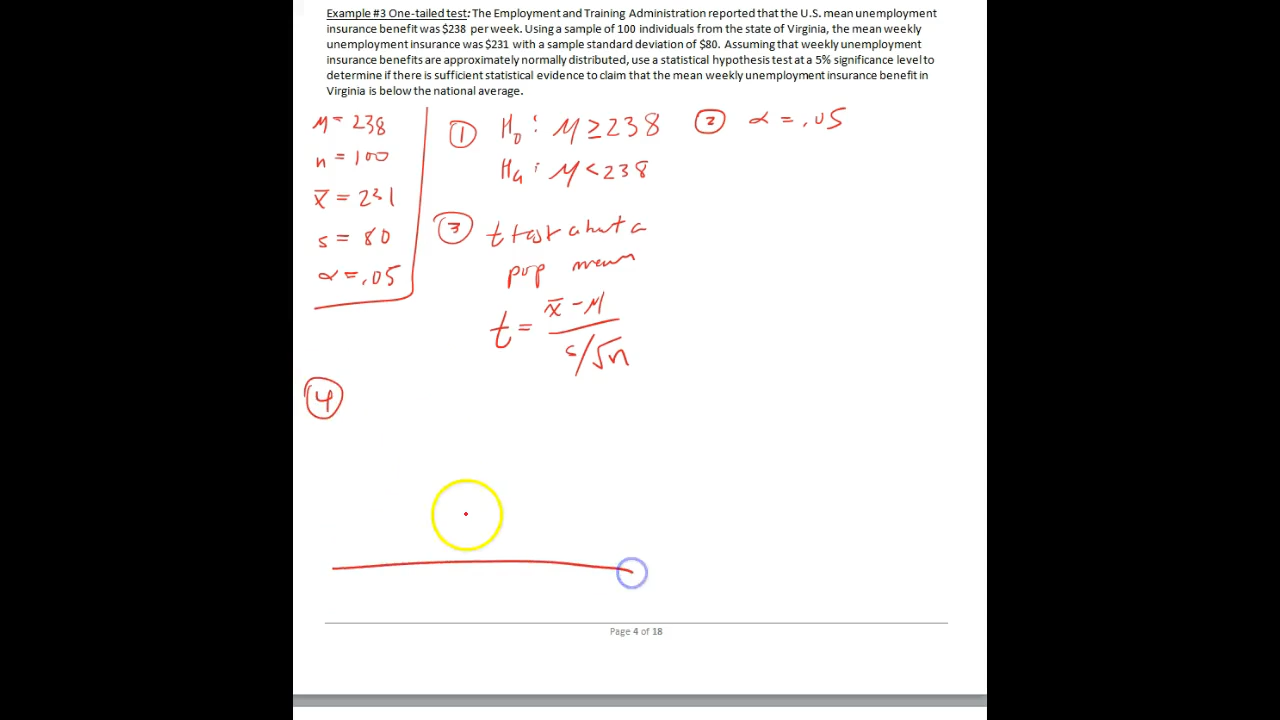 Example #3 One-tailed test: The Employment and Training Administration reported that the U.S. mean unemployment
insurance benefit was $238 per week. Using a sample of 100 individuals from the state of Virginia, the mean weekly
unemployment insurance was $231 with a sample standard deviation of $80. Assuming that weekly unemployment
insurance benefits are approximately normally distributed, use a statistical hypothesis test at a 5% significance level to
determine if there is sufficient statistical evidence to claim that the mean weekly unemployment insurance benefit in
Virginia is below the national average.
μ = 238
n = 100
x̄ = 231
s = 80
α = .05
① H₀ : μ ≥ 238
Hₐ : μ < 238
② α = .05
③ t test about a
pop mean
t = x̄ - μ
s/√n
④
Page 4 of 18